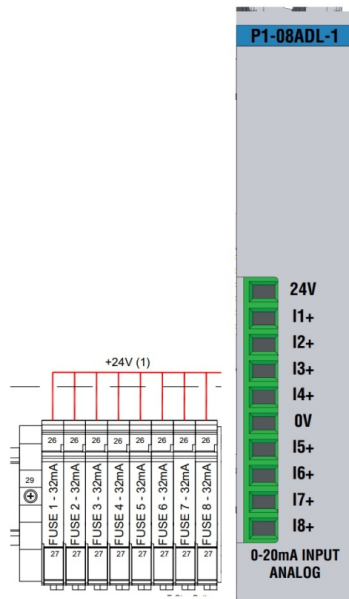 P1-08ADL-1
24V
I1+
I2+
I3+
I4+
0V
I5+
I6+
I7+
I8+
0-20mA INPUT
ANALOG
+24V (1)
26 26 26 26 26 26 26 26
29
FUSE 1 - 32mA
FUSE 2 - 32mA
FUSE 3 - 32mA
FUSE 4 - 32mA
FUSE 5 - 32mA
FUSE 6 - 32mA
FUSE 7 - 32mA
FUSE 8 - 32mA
27 27 27 27 27 27 27 27